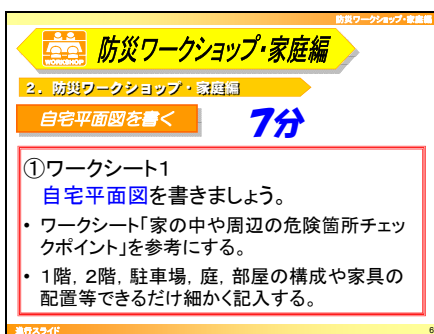 防災ワークショップ・家庭編
WORKSHOP
防災ワークショップ・家庭編
2．防災ワークショップ・家庭編
自宅平面図を書く
7分
①ワークシート1
自宅平面図を書きましょう。
・ワークシート「家の中や周辺の危険箇所チェッ
クポイント」を参考にする。
・1階，2階，駐車場，庭，部屋の構成や家具の
配置等できるだけ細かく記入する。
進行スライド
6